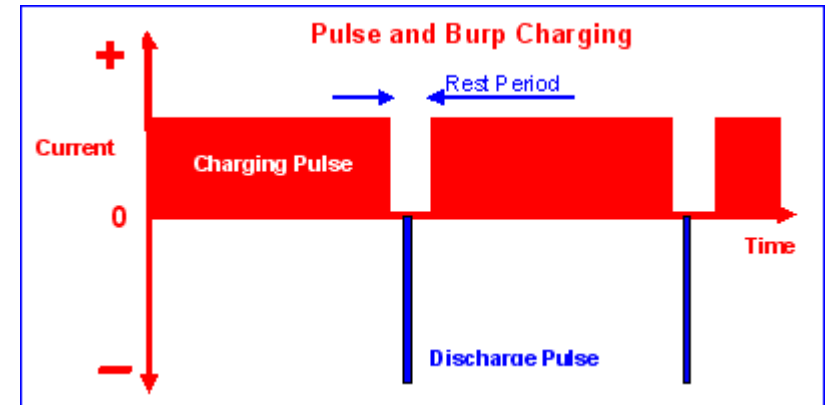 Pulse and Burp Charging
+
Rest Period
Current
Charging Pulse
0
Time
Discharge Pulse
−